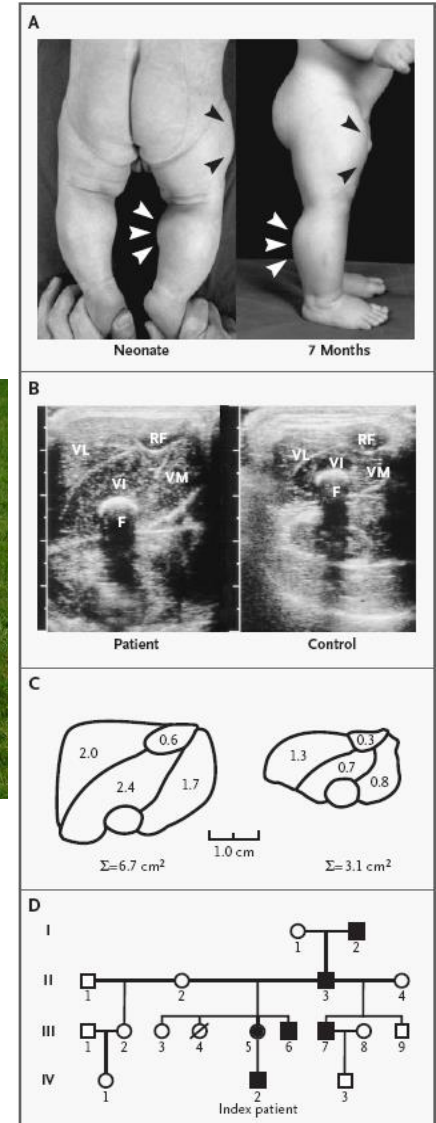 A
Neonate 7 Months
B
VL RF VI VM F
VL VI RF VM F
Patient Control
C
2.0 0.6 2.4 1.7
1.3 0.3 0.7 0.8
1.0 cm
Σ=6.7 cm² Σ=3.1 cm²
D
I
1 2
II
1 2 3 4
III
1 2 3 4 5 6 7 8 9
IV
1 2 3
Index patient